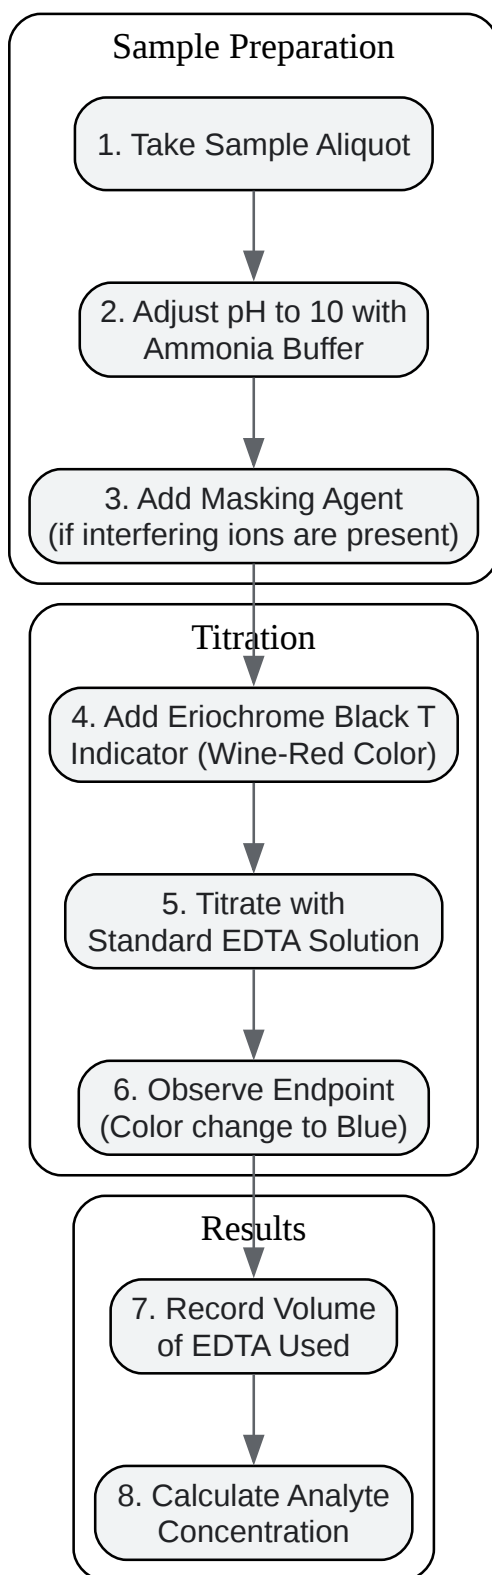 Sample Preparation
1. Take Sample Aliquot
2. Adjust pH to 10 with
Ammonia Buffer
3. Add Masking Agent
(if interfering ions are present)
Titration
4. Add Eriochrome Black T
Indicator (Wine-Red Color)
5. Titrate with
Standard EDTA Solution
6. Observe Endpoint
(Color change to Blue)
Results
7. Record Volume
of EDTA Used
8. Calculate Analyte
Concentration